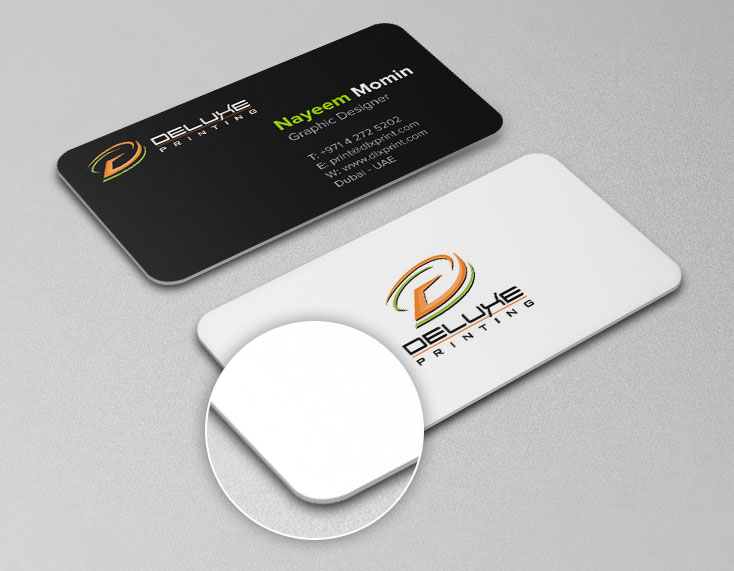 DELUXE
PRINTING
Nayeem Momin
Graphic Designer
T: +971 4 272 5202
E: print@dlxprint.com
W: www.dlxprint.com
Dubai - UAE
DELUXE
PRINTING